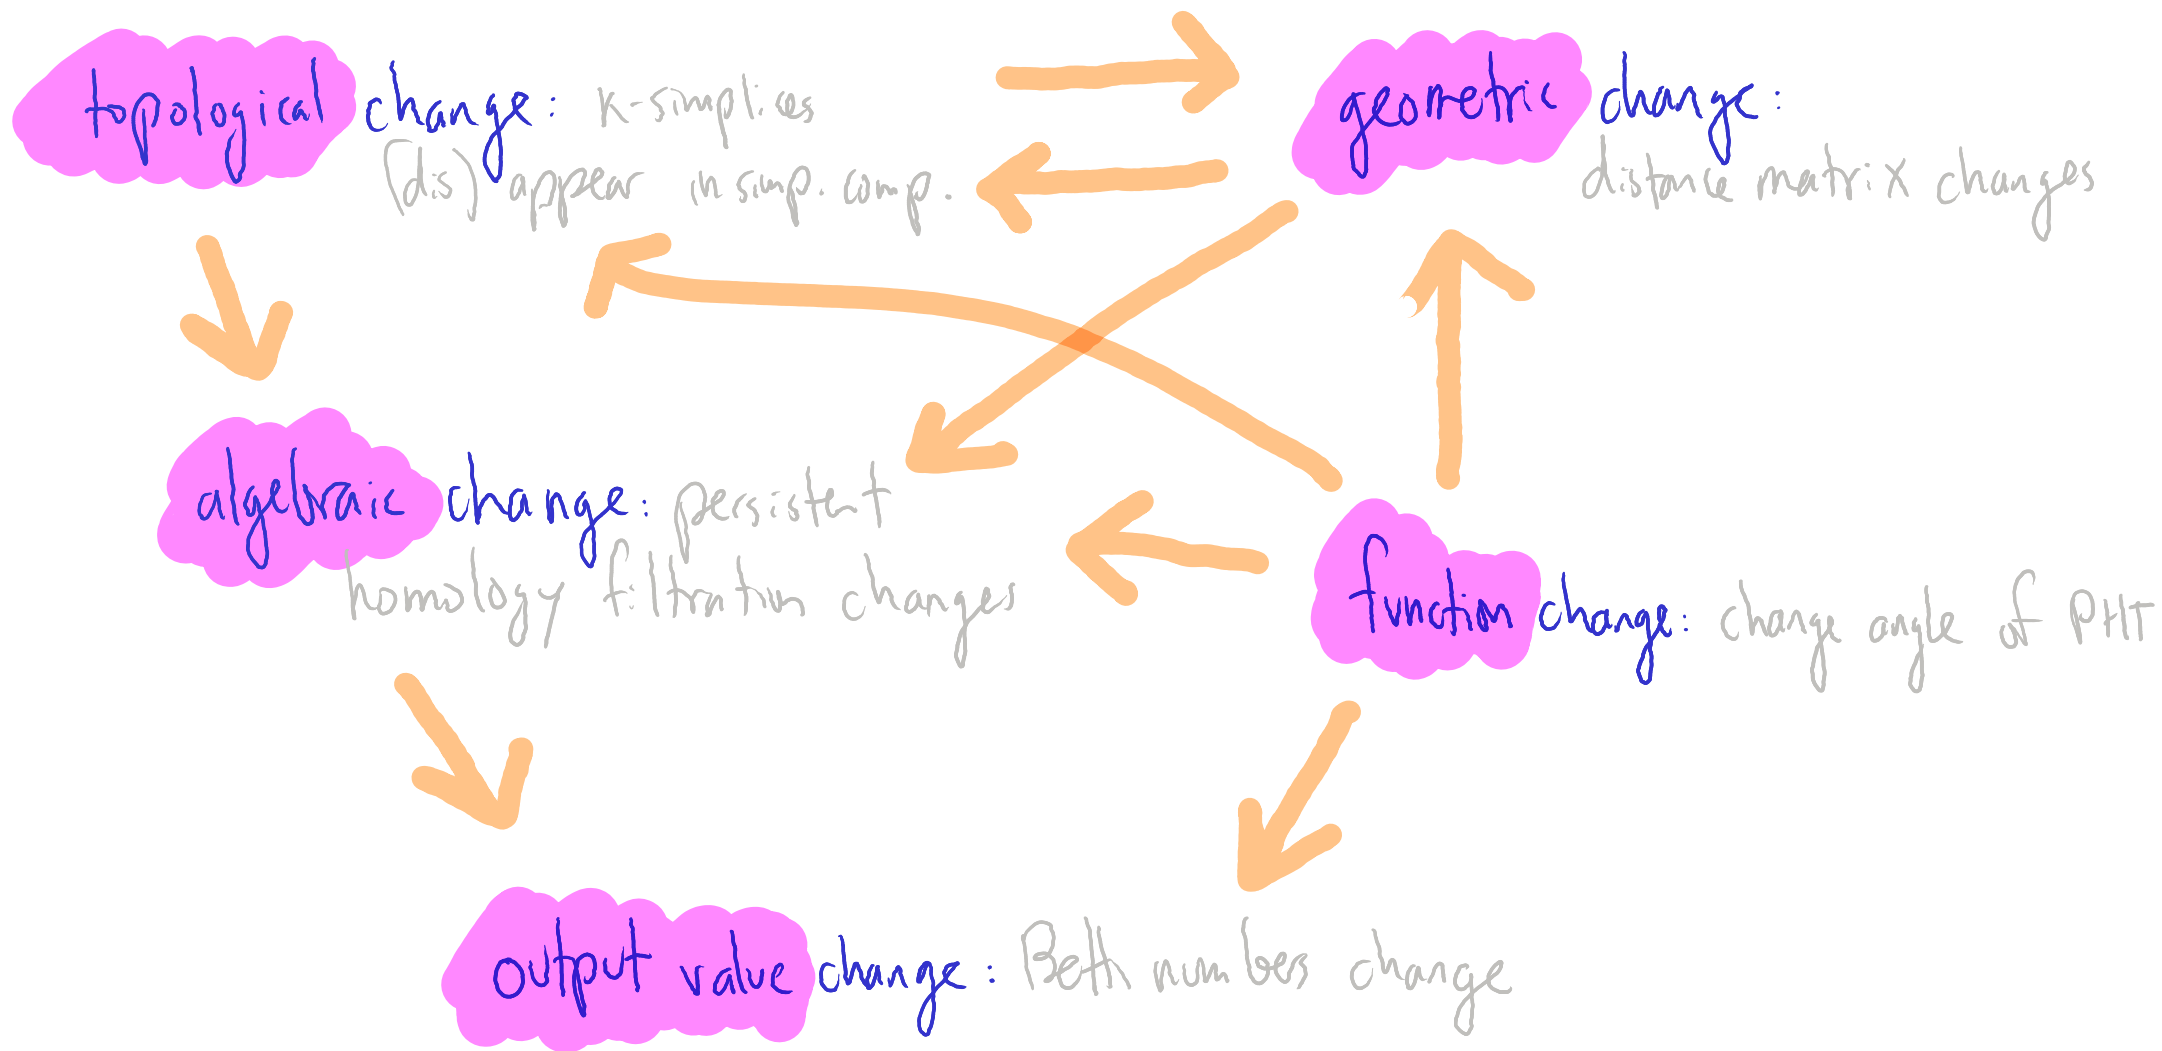 topological change: k-simplices
(dis) appear in simp. comp.
geometric change:
distance matrix changes
algebraic change: persistent
homology filtration changes
function change: change angle of PHT
output value change: Betti numbers change